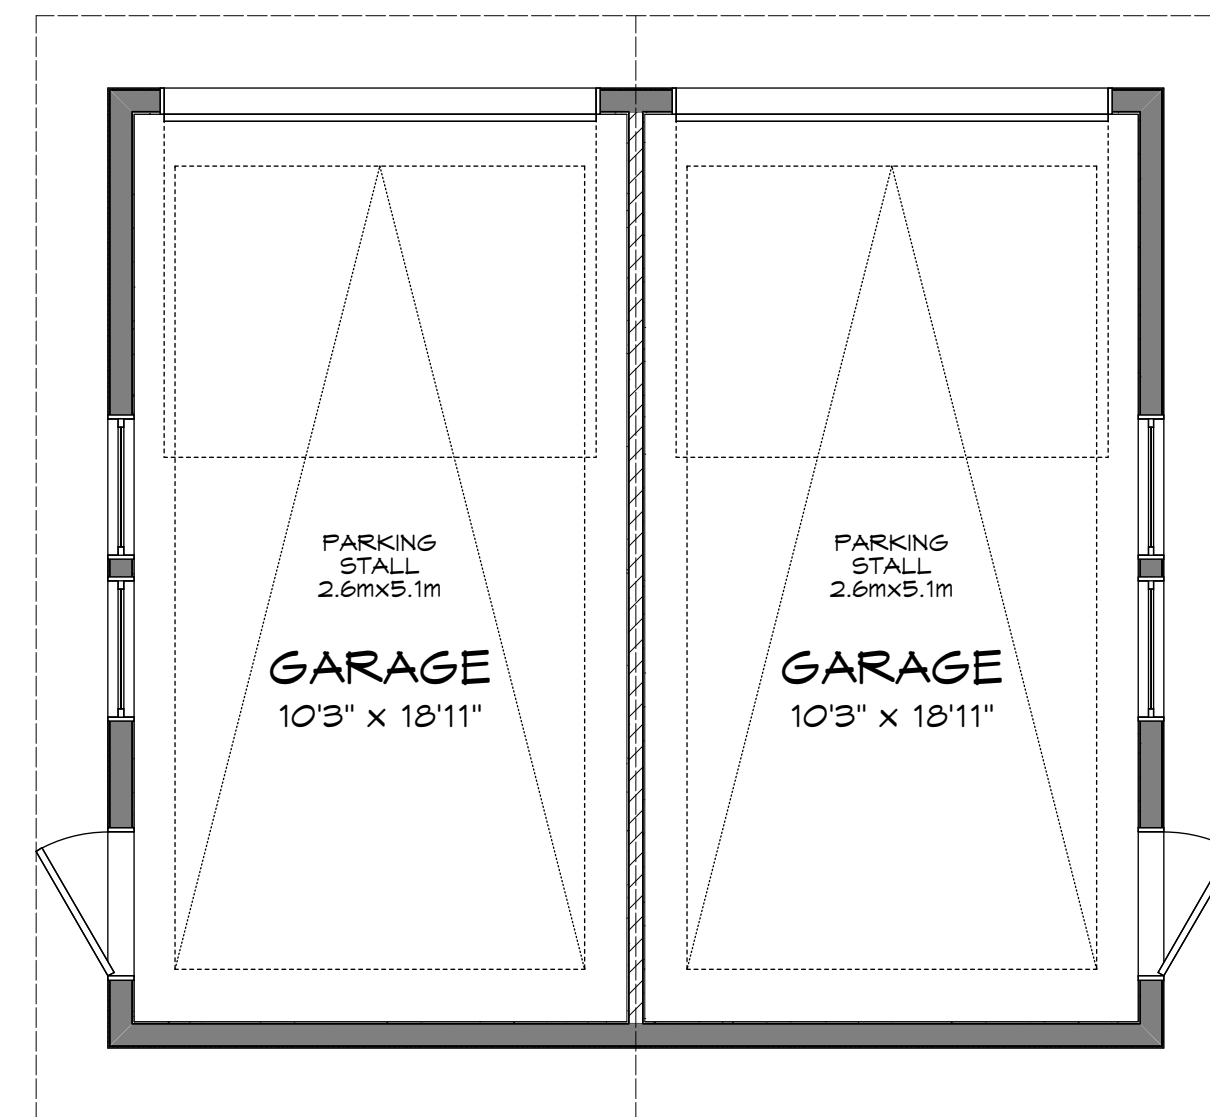 PARKING
STALL
2.6mx5.1m
GARAGE
10'3" x 18'11"
PARKING
STALL
2.6mx5.1m
GARAGE
10'3" x 18'11"